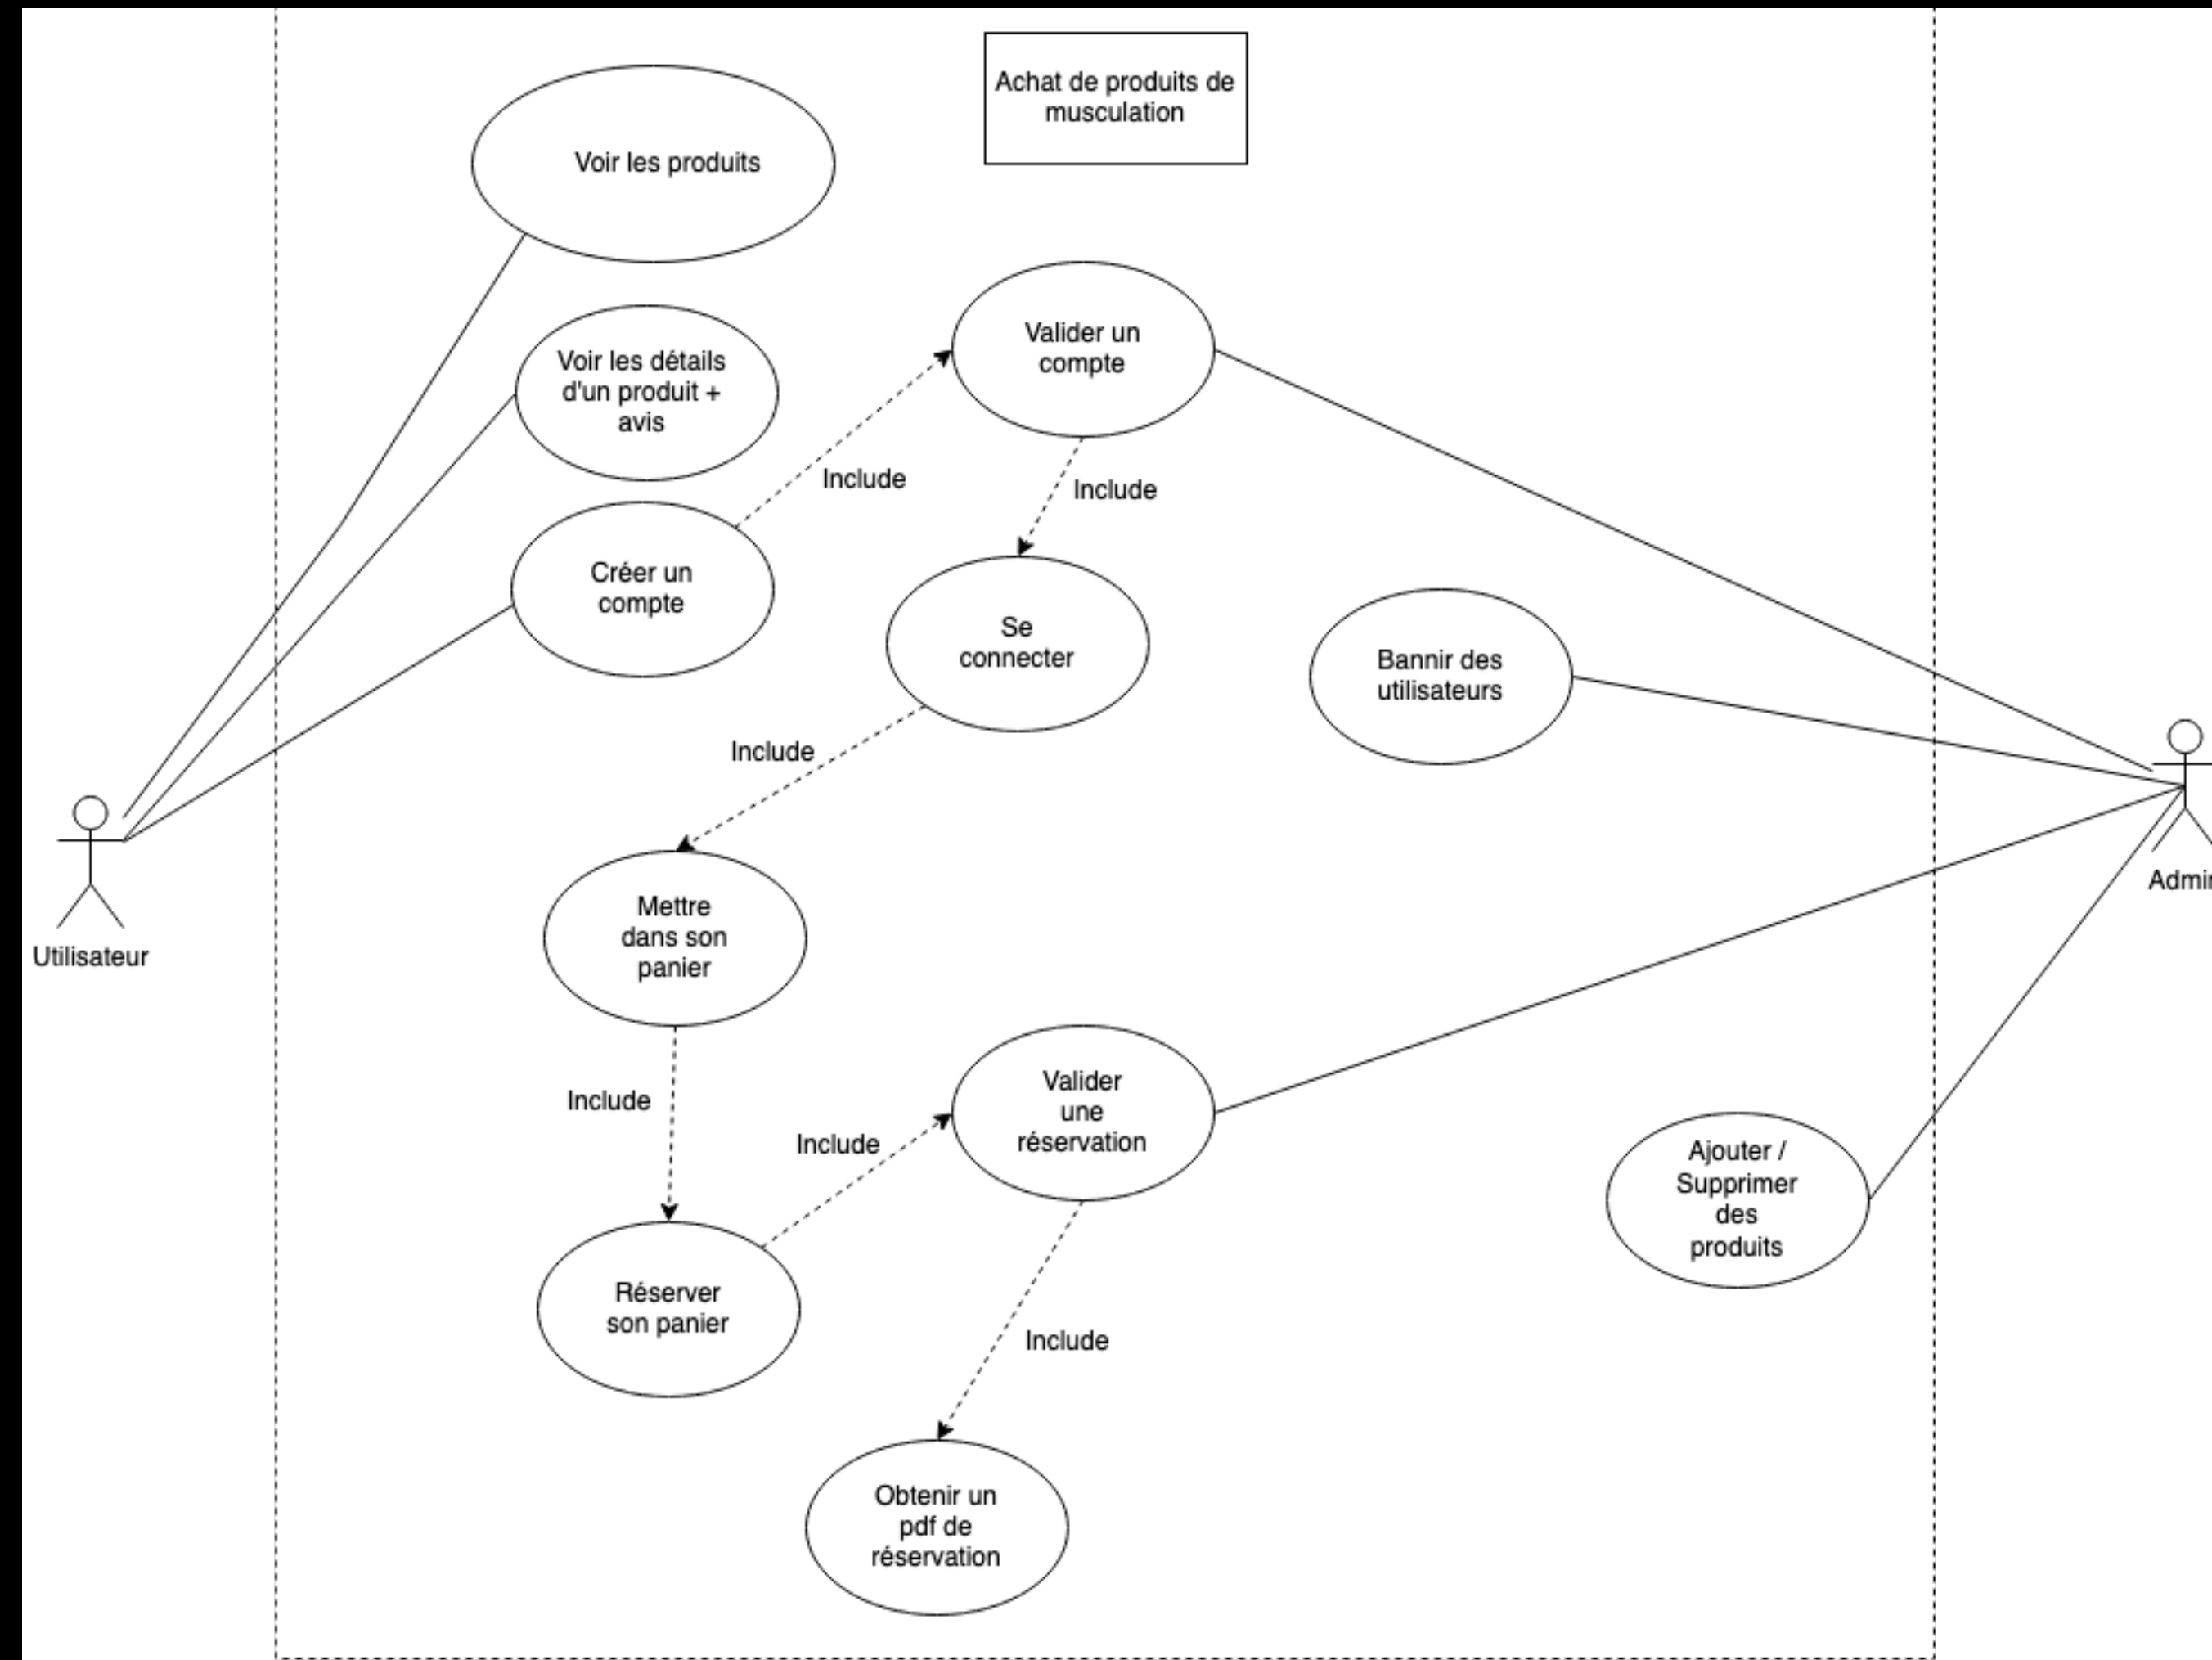 Achat de produits de
musculation
Voir les produits
Voir les détails
d'un produit +
avis
Valider un
compte
Include
Include
Créer un
compte
Se
connecter
Bannir des
utilisateurs
Include
Utilisateur
Admin
Mettre
dans son
panier
Include
Include
Valider
une
réservation
Ajouter /
Supprimer
des
produits
Réserver
son panier
Include
Obtenir un
pdf de
réservation